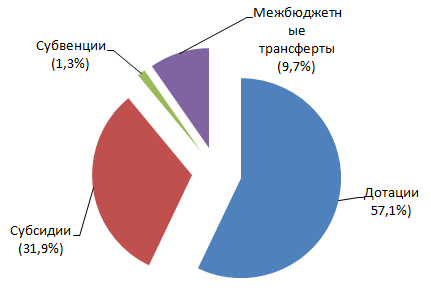 Межбюджетн
ые
трансферты
(9,7%)
Субвенции
(1,3%)
Дотации
57,1%)
Субсидии
(31,9%)